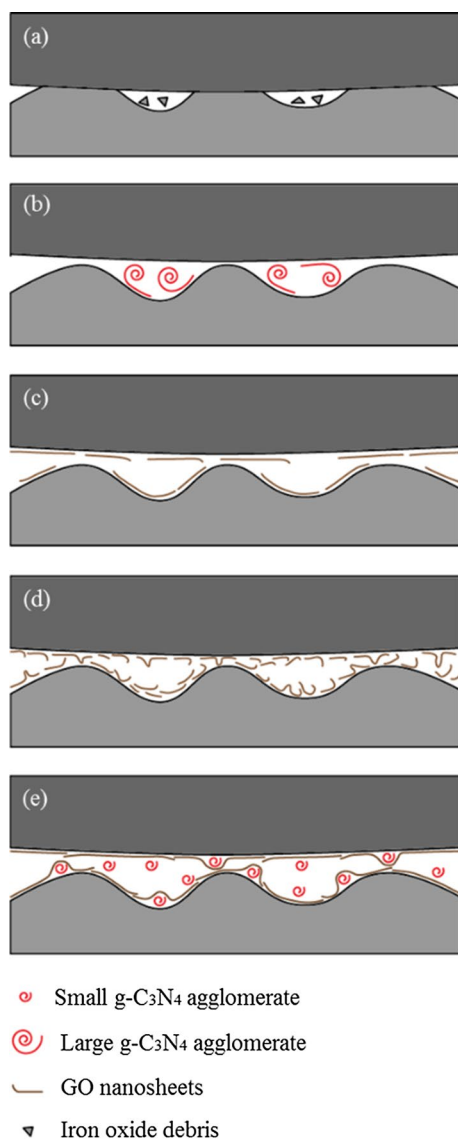 (a)
(b)
(c)
(d)
(e)
Small g-C₃N₄ agglomerate
Large g-C₃N₄ agglomerate
GO nanosheets
Iron oxide debris